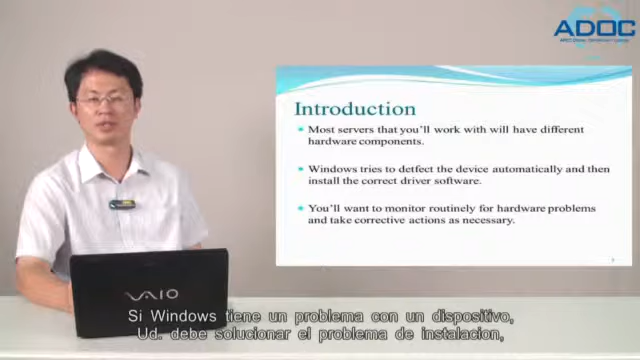 ADOC
Introduction
Most servers that you'll work with will have different
hardware components.
Windows tries to detfect the device automatically and then
install the correct driver software.
You'll want to monitor routinely for hardware problems
and take corrective actions as necessary.
VAIO
Si Windows tiene un problema con un dispositivo,
Ud. debe solucionar el problema de instalacion,